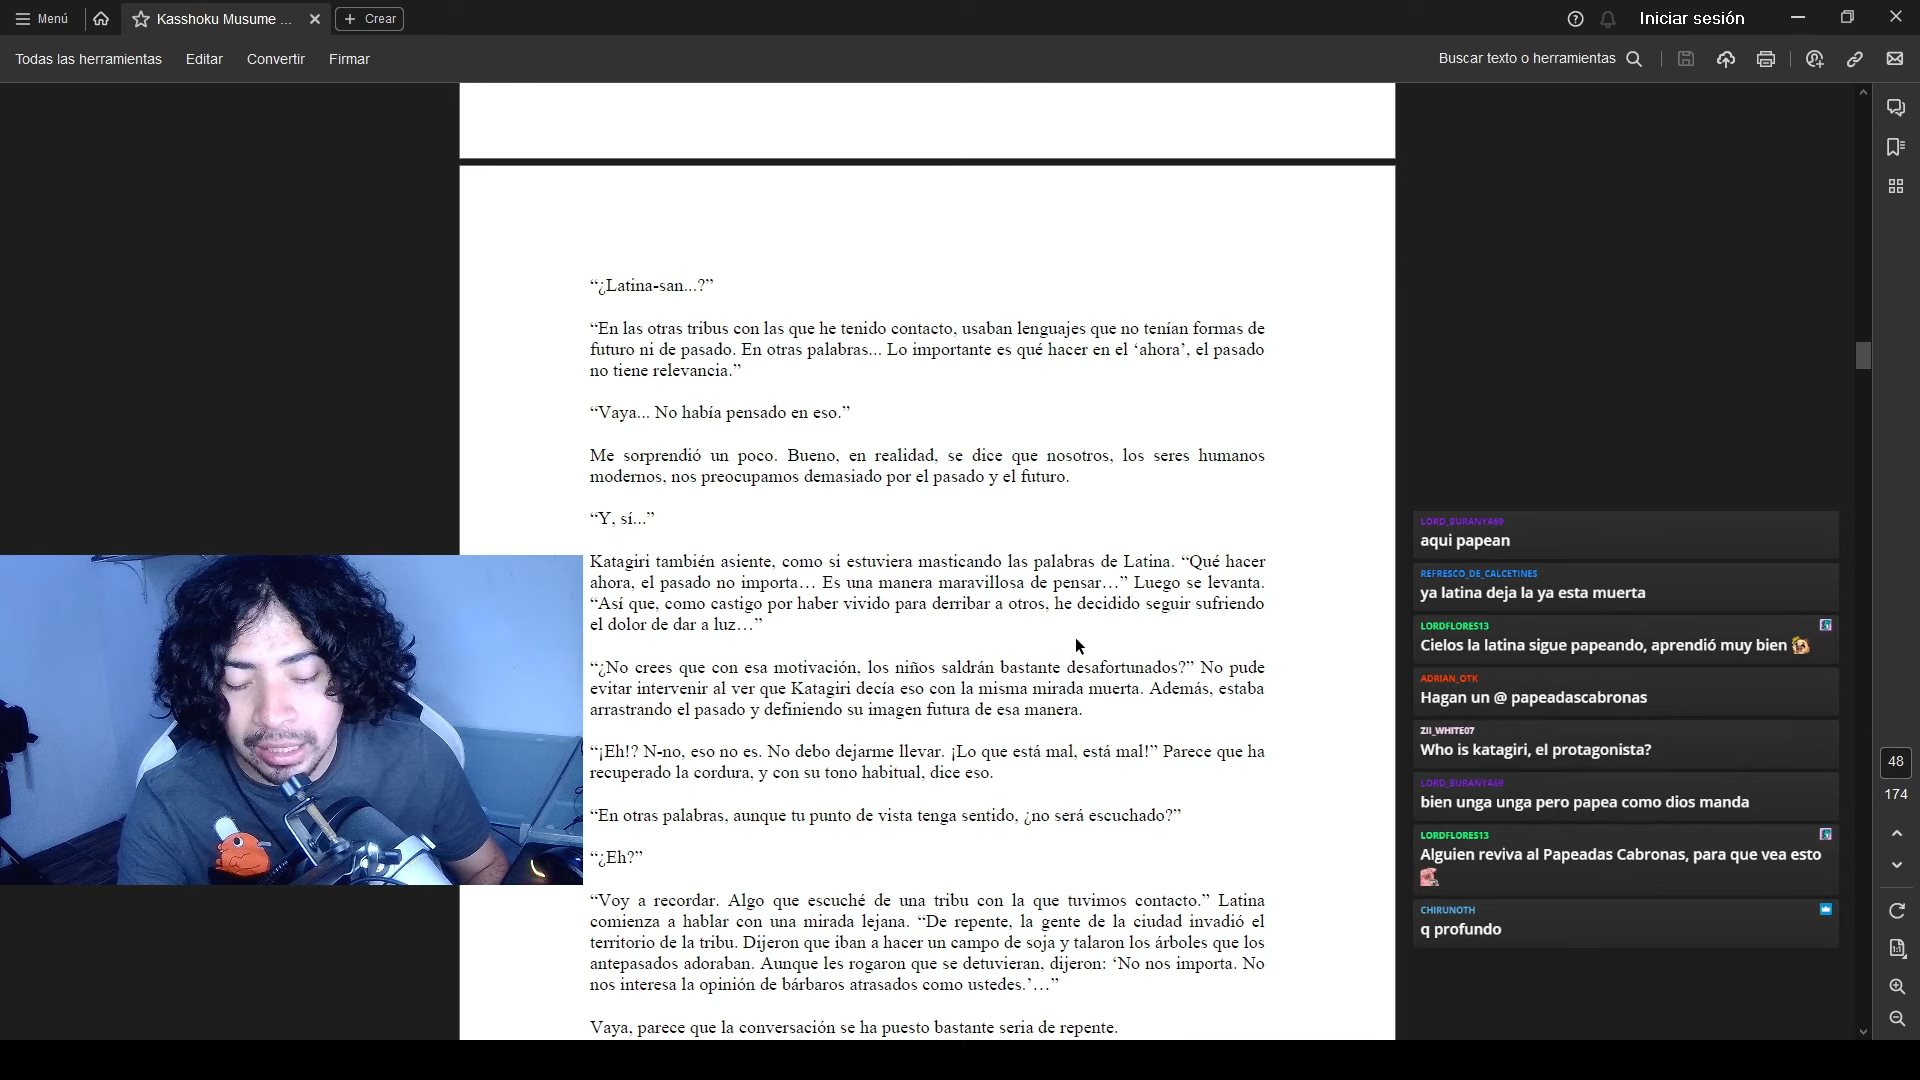 Menú
Kasshoku Musume ...
Crear
Iniciar sesión
Todas las herramientas
Editar
Convertir
Firmar
Buscar texto o herramientas
“¿Latina-san...?”
“En las otras tribus con las que he tenido contacto, usaban lenguajes que no tenían formas de
futuro ni de pasado. En otras palabras... Lo importante es qué hacer en el ‘ahora’, el pasado
no tiene relevancia.”
“Vaya... No había pensado en eso.”
Me sorprendió un poco. Bueno, en realidad, se dice que nosotros, los seres humanos
modernos, nos preocupamos demasiado por el pasado y el futuro.
“Y, sí...”
Katagiri también asiente, como si estuviera masticando las palabras de Latina. “Qué hacer
ahora, el pasado no importa… Es una manera maravillosa de pensar…” Luego se levanta.
“Así que, como castigo por haber vivido para derribar a otros, he decidido seguir sufriendo
el dolor de dar a luz…”
“¿No crees que con esa motivación, los niños saldrán bastante desafortunados?” No pude
evitar intervenir al ver que Katagiri decía eso con la misma mirada muerta. Además, estaba
arrastrando el pasado y definiendo su imagen futura de esa manera.
“¡Eh!? N-no, eso no es. No debo dejarme llevar. ¡Lo que está mal, está mal!” Parece que ha
recuperado la cordura, y con su tono habitual, dice eso.
“En otras palabras, aunque tu punto de vista tenga sentido, ¿no será escuchado?”
“¿Eh?”
“Voy a recordar. Algo que escuché de una tribu con la que tuvimos contacto.” Latina
comienza a hablar con una mirada lejana. “De repente, la gente de la ciudad invadió el
territorio de la tribu. Dijeron que iban a hacer un campo de soja y talaron los árboles que los
antepasados adoraban. Aunque les rogaron que se detuvieran, dijeron: ‘No nos importa. No
nos interesa la opinión de bárbaros atrasados como ustedes.’…”
Vaya, parece que la conversación se ha puesto bastante seria de repente.
LORD_BURANYA69
aqui papean
REFRESCO_DE_CALCETINES
ya latina deja la ya esta muerta
LORDFLORES13
Cielos la latina sigue papeando, aprendió muy bien
ADRIAN_OTK
Hagan un @ papeadascabronas
ZII_WHITE07
Who is katagiri, el protagonista?
LORD_BURANYA69
bien unga unga pero papea como dios manda
LORDFLORES13
Alguien reviva al Papeadas Cabronas, para que vea esto
CHIRUNOTH
q profundo
48
174
1:1